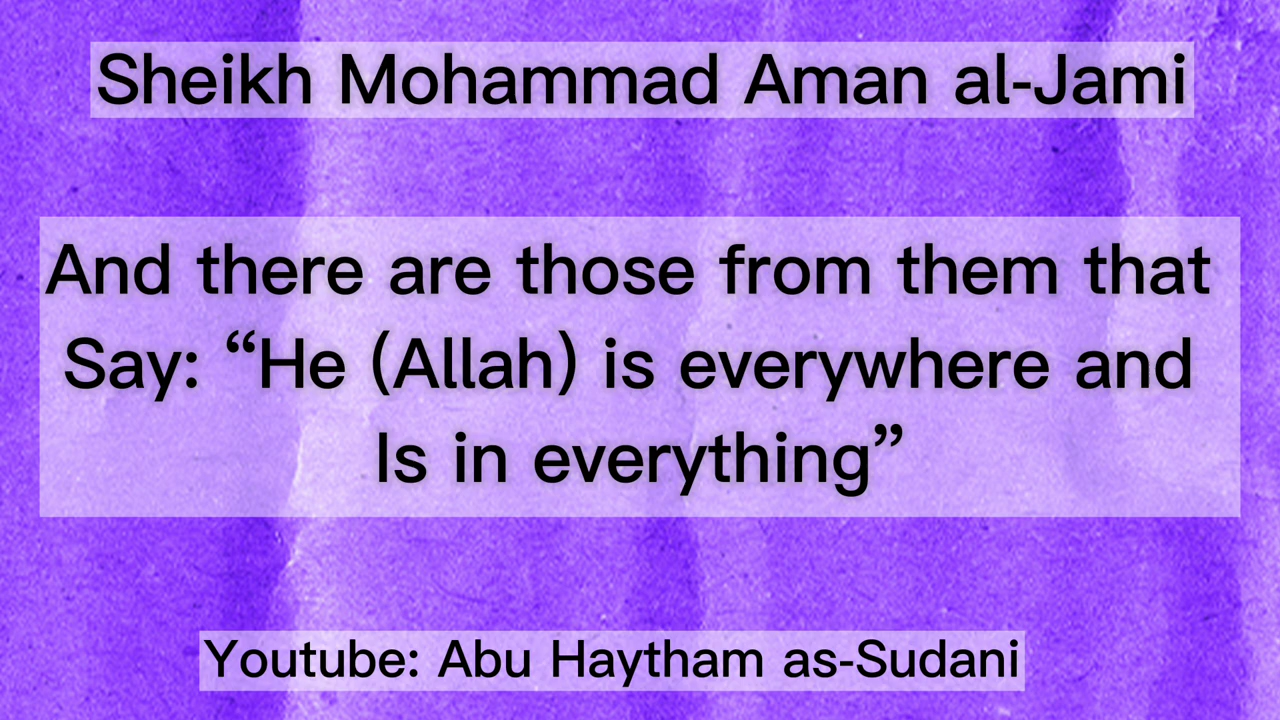 Sheikh Mohammad Aman al-Jami
And there are those from them that
Say: “He (Allah) is everywhere and
Is in everything”
Youtube: Abu Haytham as-Sudani